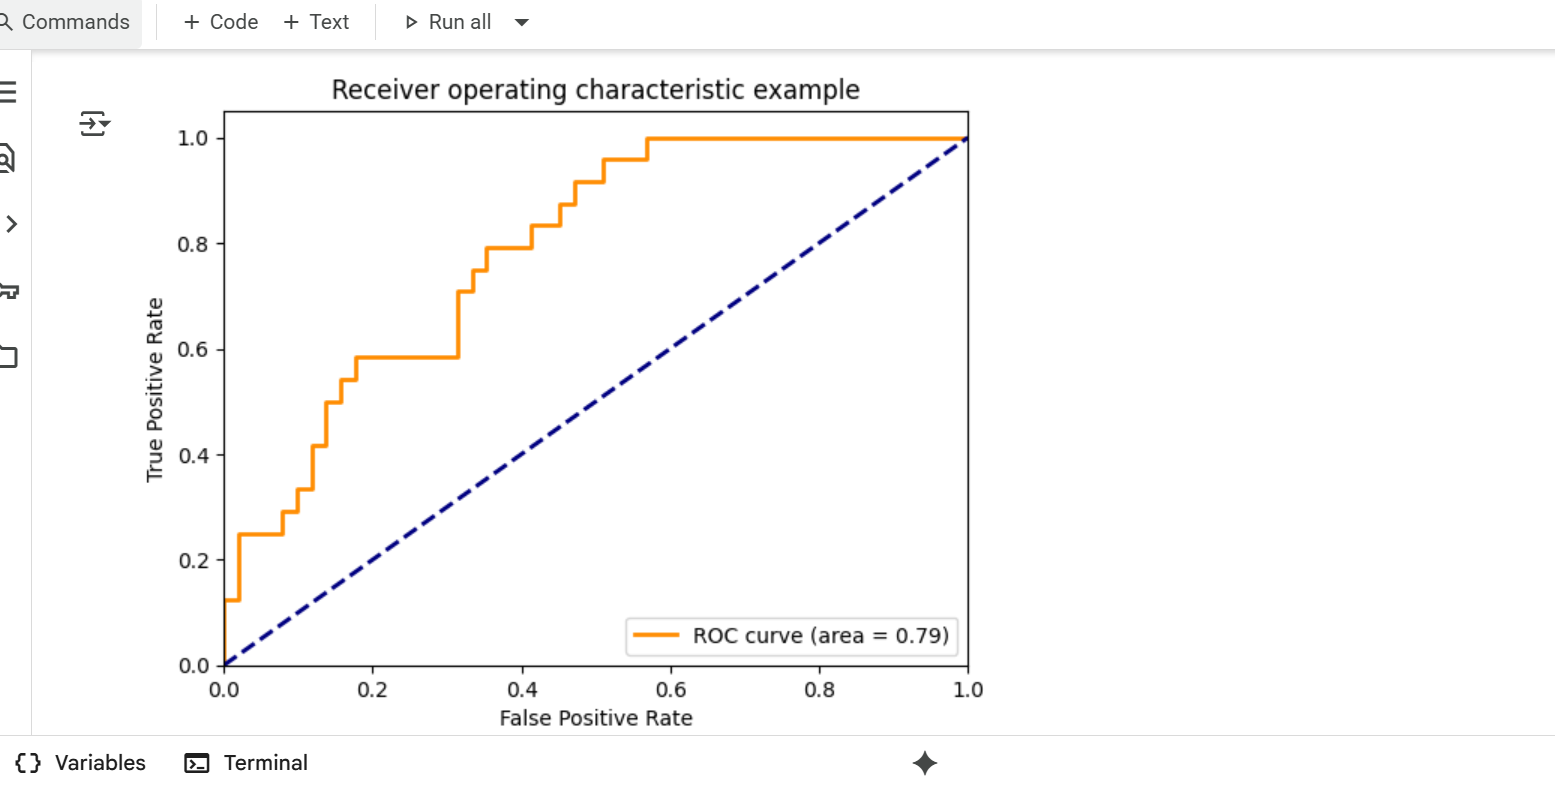 Commands + Code + Text Run all
Receiver operating characteristic example
1.0
0.8
0.6
0.4
0.2
0.0
True Positive Rate
ROC curve (area = 0.79)
0.0 0.2 0.4 0.6 0.8 1.0
False Positive Rate
Variables Terminal